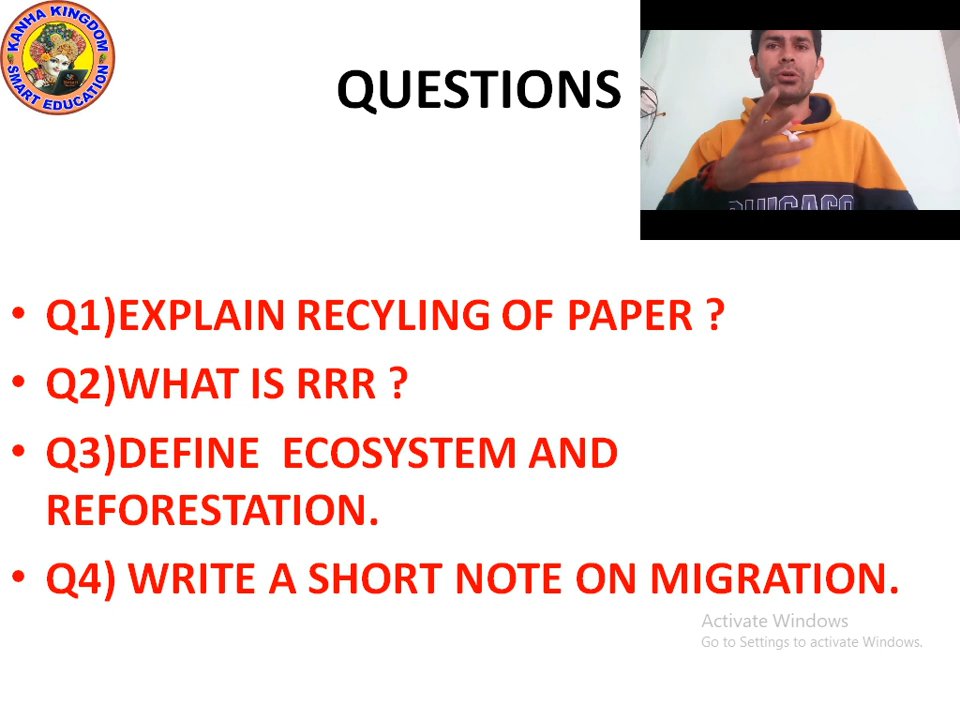 KANHA KINGDOM
SMART EDUCATION
QUESTIONS
• Q1)EXPLAIN RECYLING OF PAPER ?
• Q2)WHAT IS RRR ?
• Q3)DEFINE ECOSYSTEM AND
REFORESTATION.
• Q4) WRITE A SHORT NOTE ON MIGRATION.
Activate Windows
Go to Settings to activate Windows.